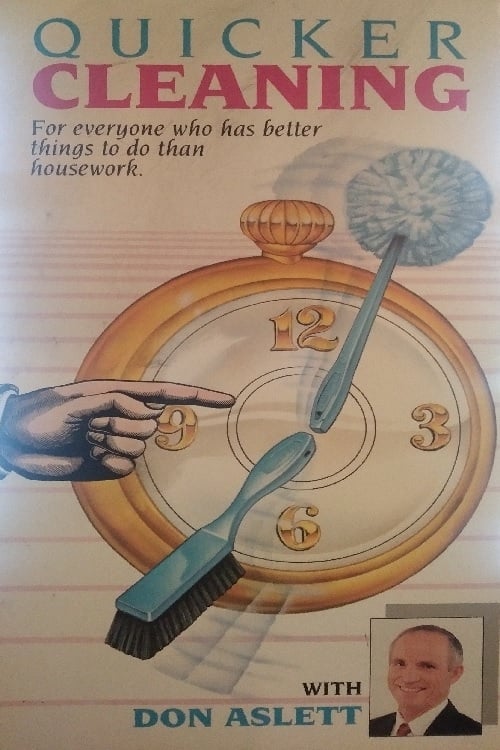 QUICKER
CLEANING
For everyone who has better
things to do than
housework.
12
9
3
6
WITH
DON ASLETT